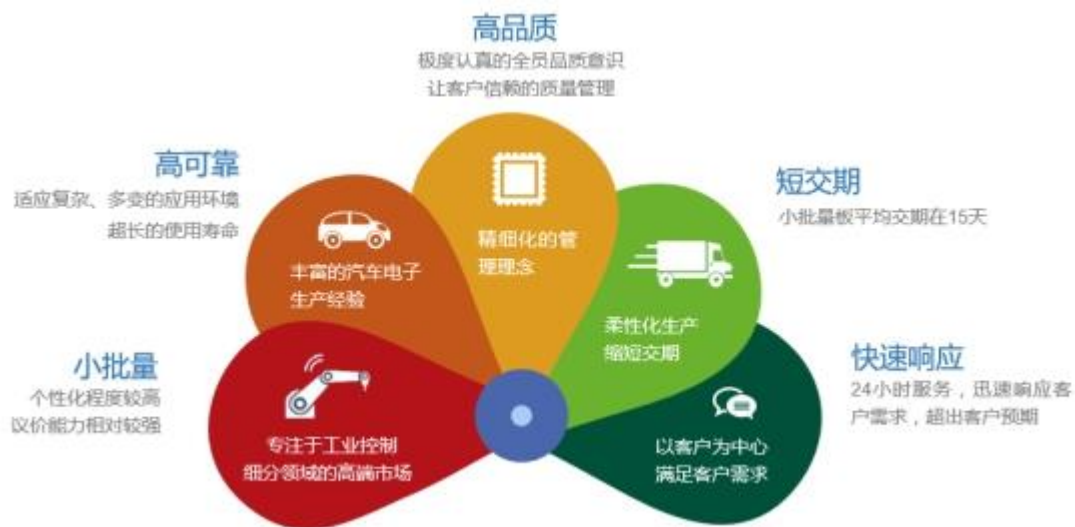 高品质
极度认真的全员品质意识
让客户信赖的质量管理
高可靠
适应复杂、多变的应用环境
超长的使用寿命
短交期
小批量板平均交期在15天
精细化的管
理理念
丰富的汽车电子
生产经验
柔性化生产
缩短交期
小批量
个性化程度较高
议价能力相对较强
快速响应
24小时服务，迅速响应客
户需求，超出客户预期
专注于工业控制
细分领域的高端市场
以客户为中心
满足客户需求